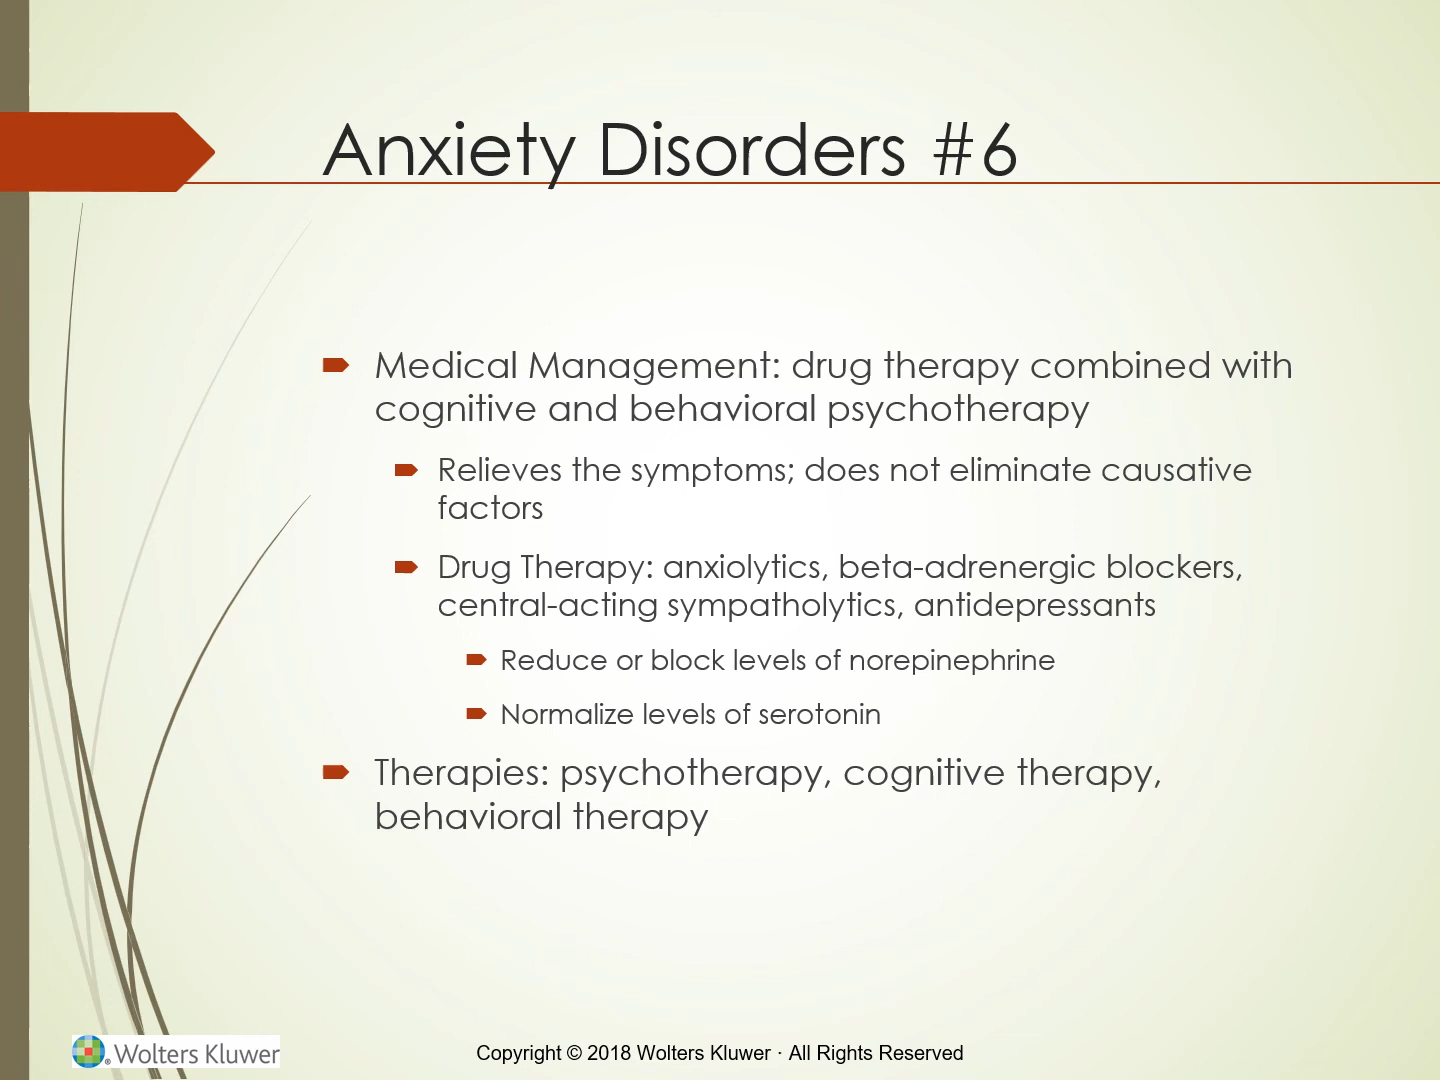 Anxiety Disorders #6
Medical Management: drug therapy combined with
cognitive and behavioral psychotherapy
Relieves the symptoms; does not eliminate causative
factors
Drug Therapy: anxiolytics, beta-adrenergic blockers,
central-acting sympatholytics, antidepressants
Reduce or block levels of norepinephrine
Normalize levels of serotonin
Therapies: psychotherapy, cognitive therapy,
behavioral therapy
® Wolters Kluwer
Copyright © 2018 Wolters Kluwer · All Rights Reserved